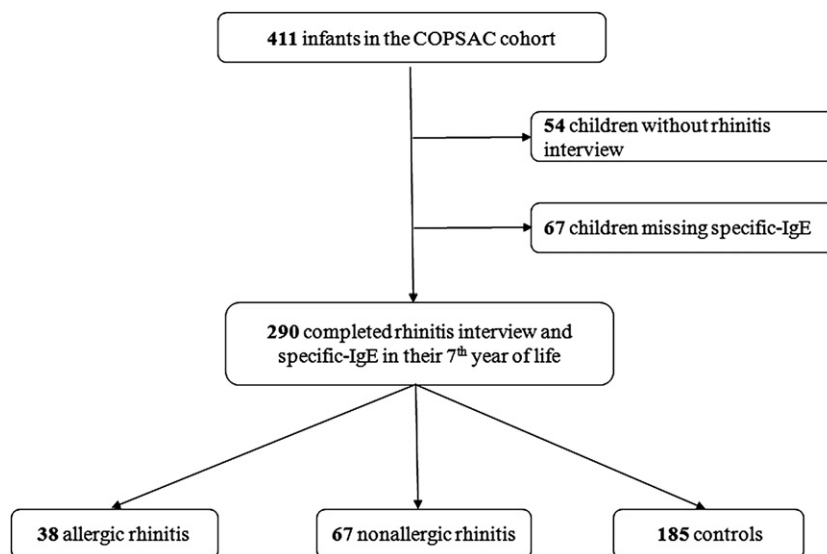 411 infants in the COPSAC cohort
54 children without rhinitis
interview
67 children missing specific-IgE
290 completed rhinitis interview and
specific-IgE in their 7th year of life
38 allergic rhinitis
67 nonallergic rhinitis
185 controls